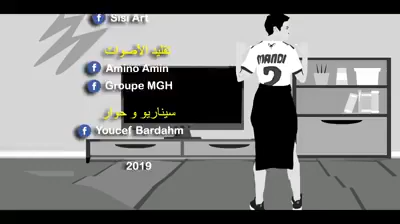 Sisi Art
تقليد الأصوات
Amino Amin
Groupe MGH
سيناريو و حوار
Youcef Bardahm
2019
MANDI
2